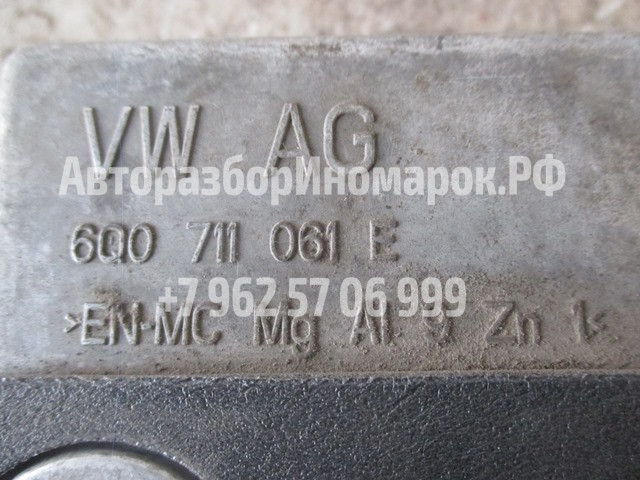 VW AG
АвторазборИномарок.РФ
6Q0 711 061 E
+7 962 57 06 999
>EN-MC Mg Al 9 Zn 1<